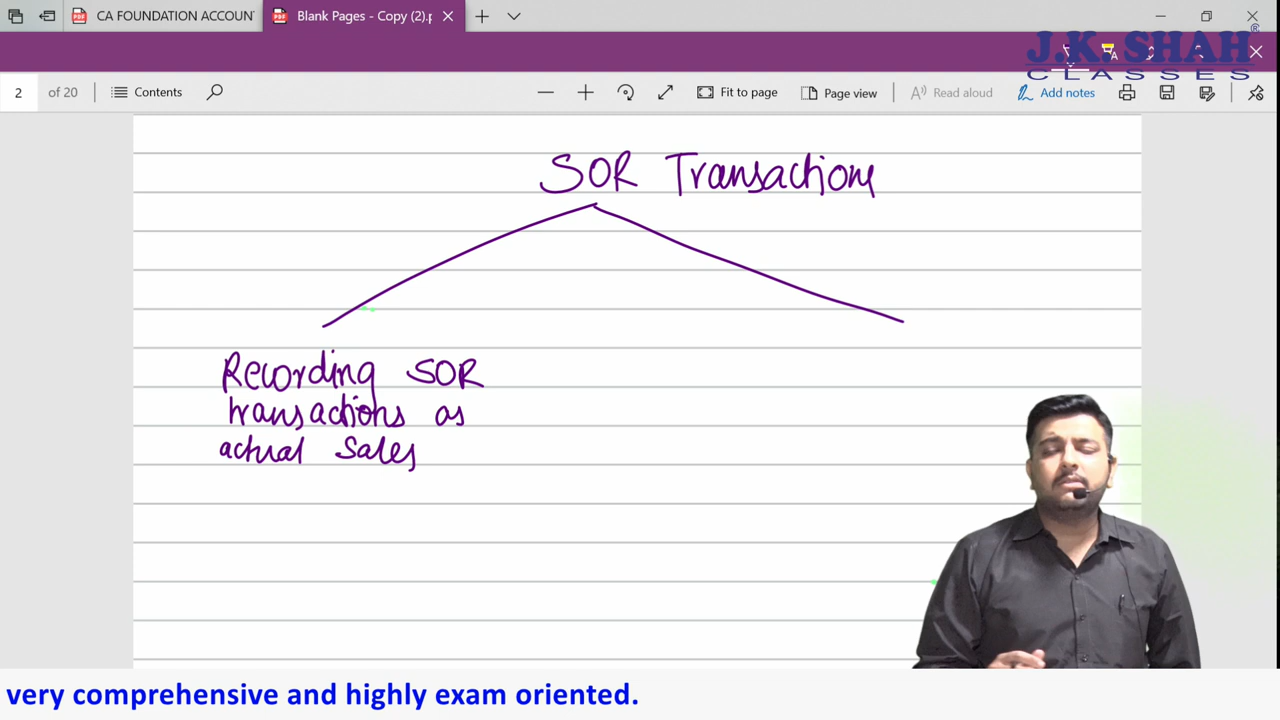 CA FOUNDATION ACCOUNT
Blank Pages - Copy (2).p
J.K. SHAH®
CLASSES
2 of 20 Contents Fit to page Page view Read aloud Add notes
SOR Transactions
Recording SOR
transactions as
actual Sales
very comprehensive and highly exam oriented.